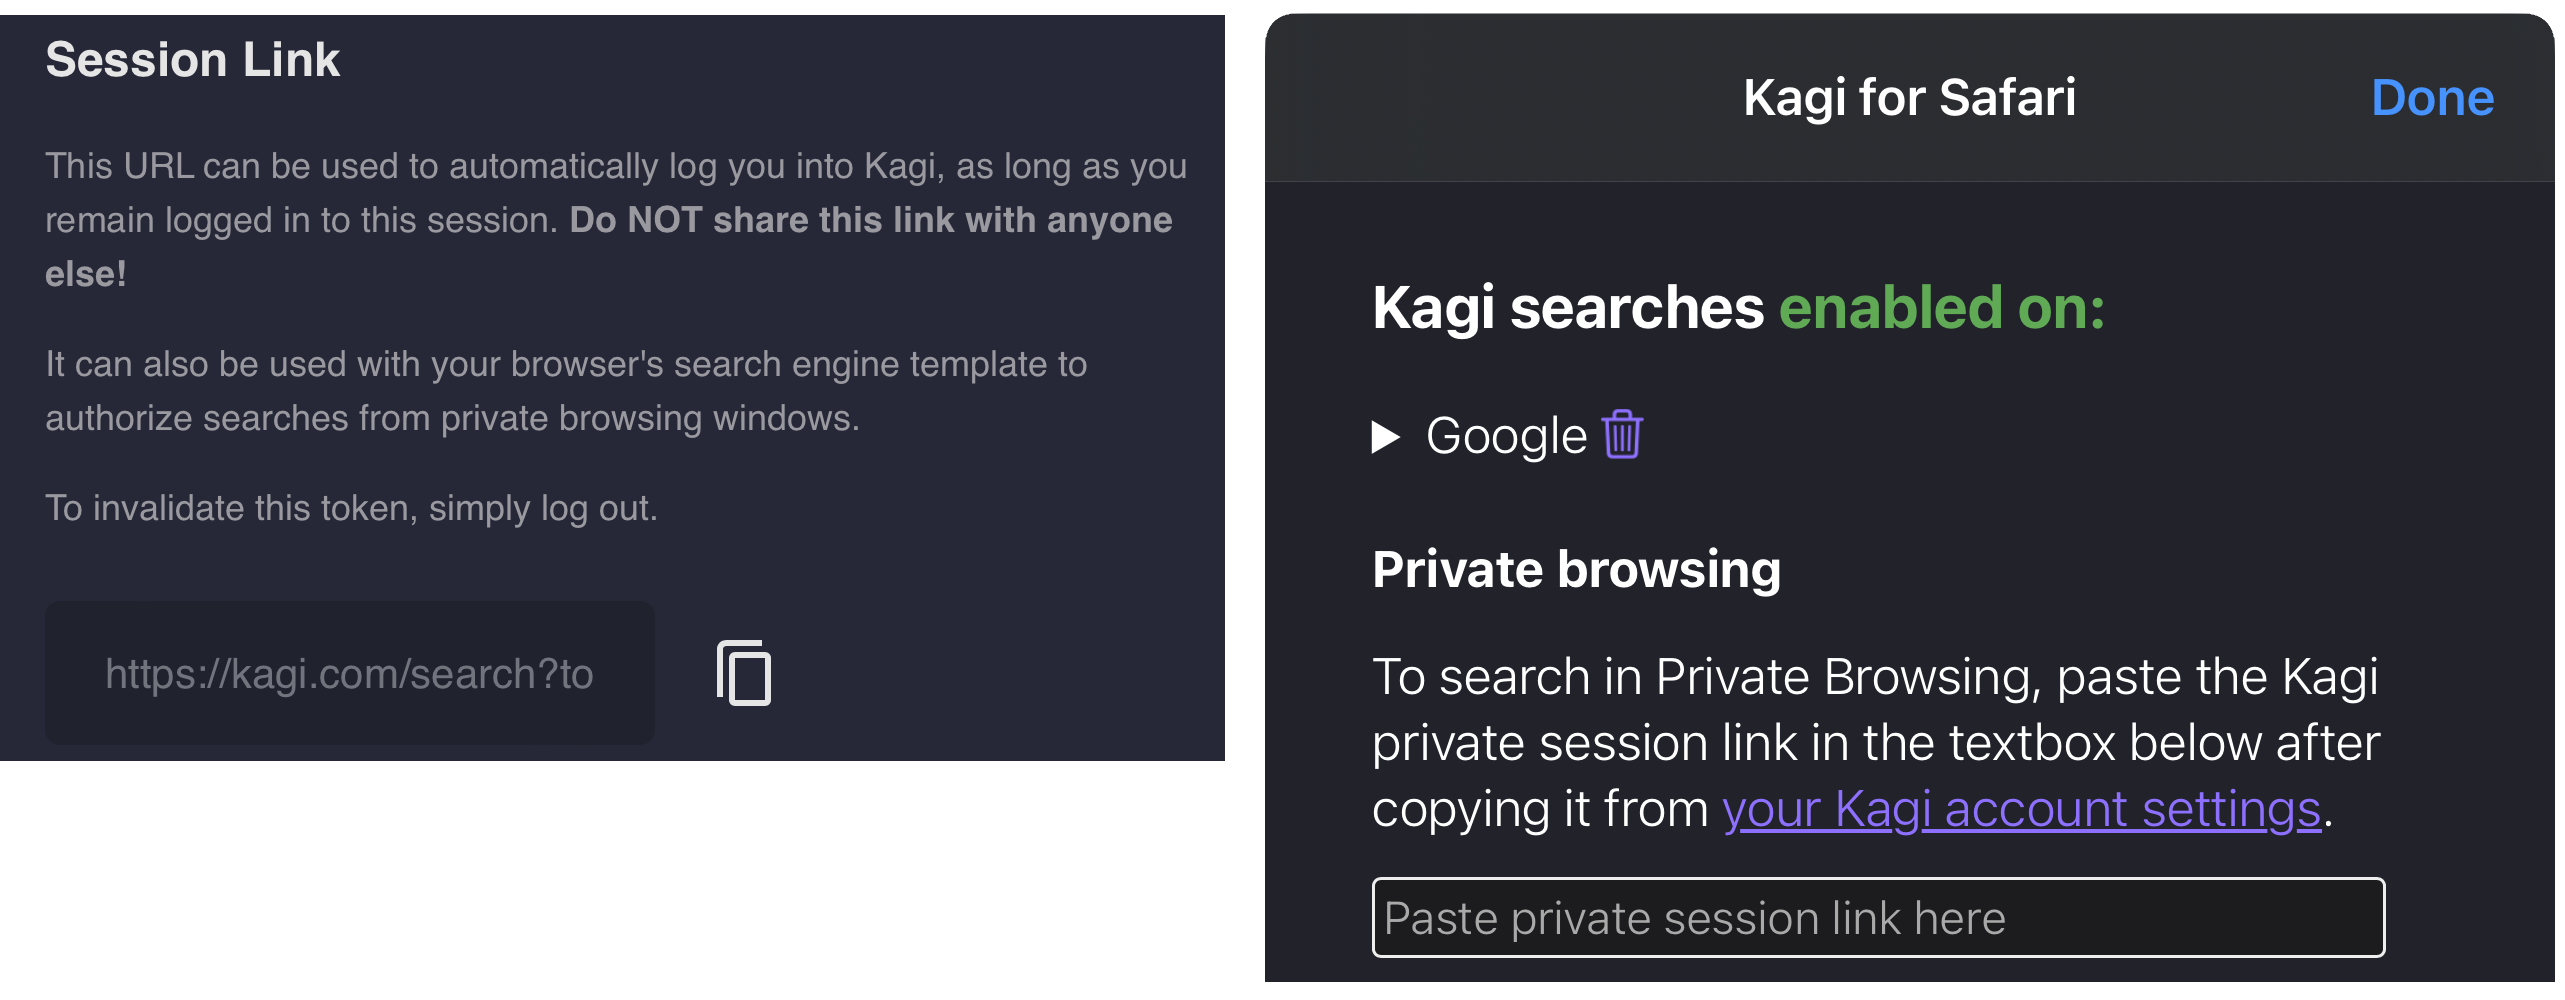 Session Link
This URL can be used to automatically log you into Kagi, as long as you
remain logged in to this session. Do NOT share this link with anyone
else!
It can also be used with your browser's search engine template to
authorize searches from private browsing windows.
To invalidate this token, simply log out.
https://kagi.com/search?to
Kagi for Safari
Done
Kagi searches enabled on:
Google
Private browsing
To search in Private Browsing, paste the Kagi
private session link in the textbox below after
copying it from your Kagi account settings.
Paste private session link here